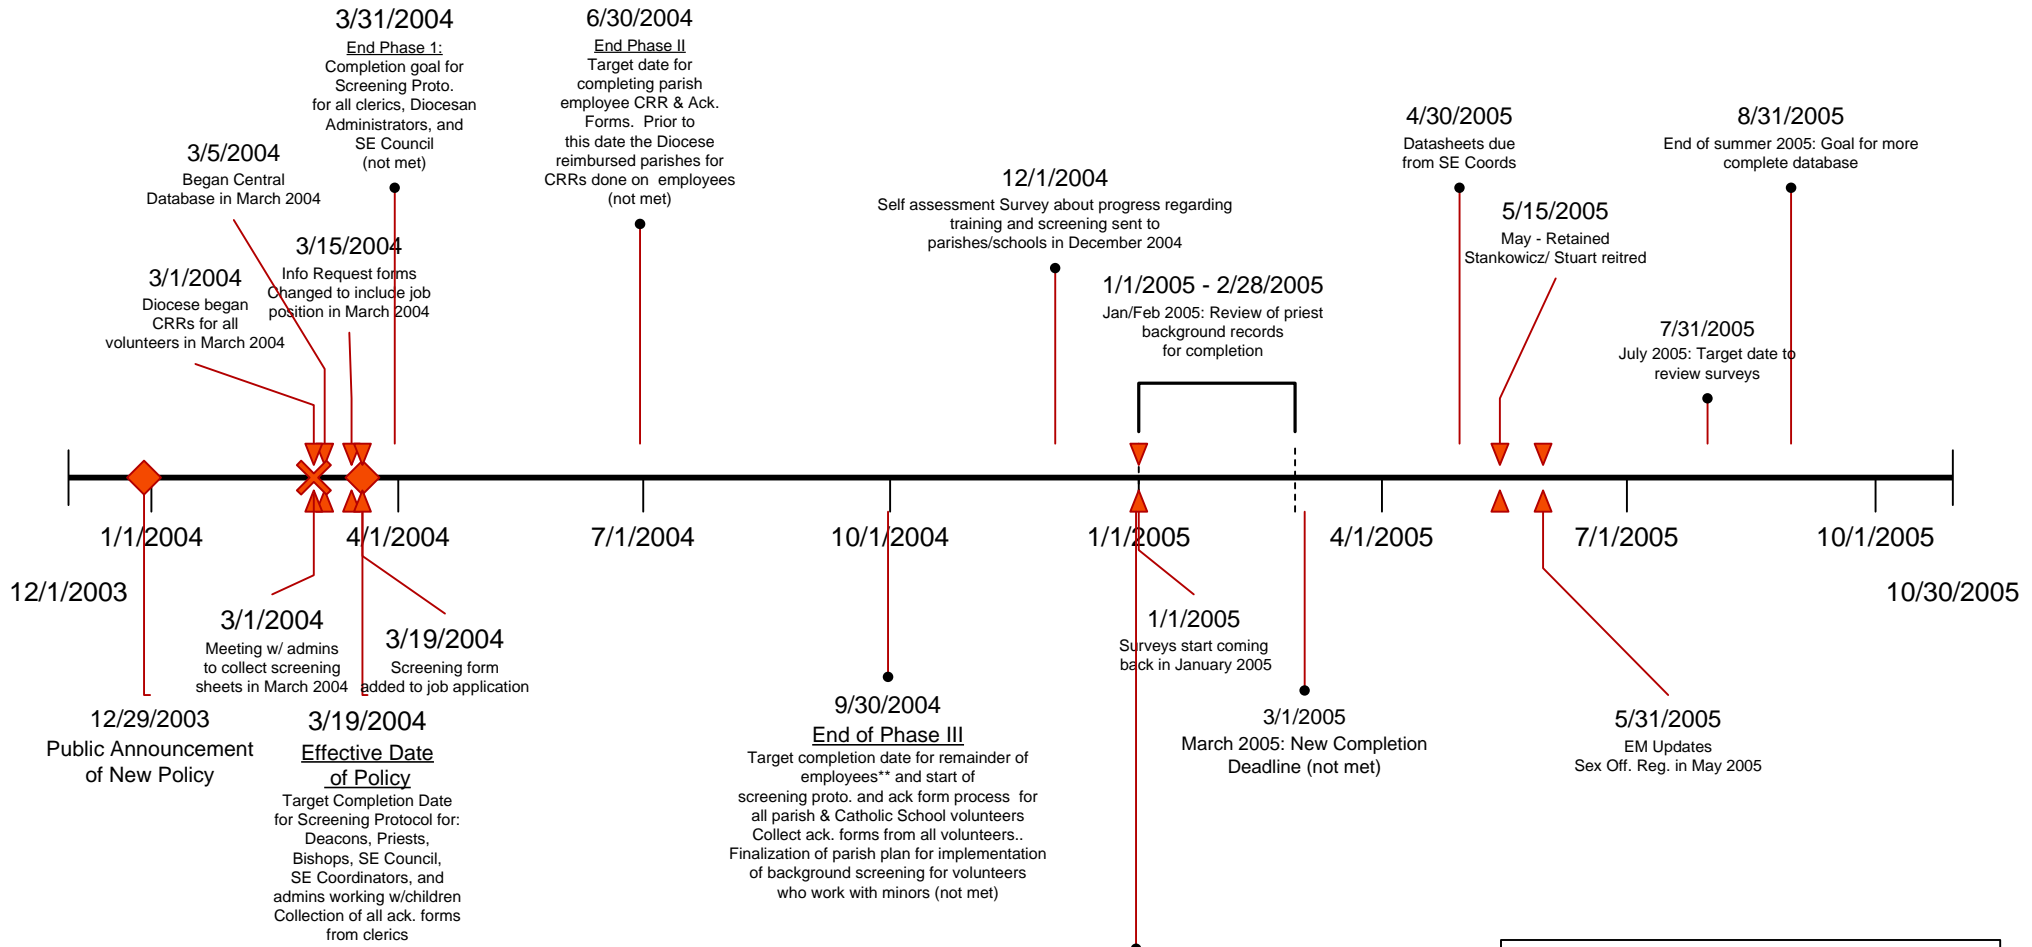 3/31/2004
End Phase 1:
Completion goal for
Screening Proto.
for all clerics, Diocesan
Administrators, and
SE Council
(not met)
6/30/2004
End Phase II
Target date for
completing parish
employee CRR & Ack.
Forms. Prior to
this date the Diocese
reimbursed parishes for
CRRs done on employees
(not met)
3/5/2004
Began Central
Database in March 2004
3/15/2004
Info Request forms
Changed to include job
position in March 2004
3/1/2004
Diocese began
CRRs for all
volunteers in March 2004
12/1/2004
Self assessment Survey about progress regarding
training and screening sent to
parishes/schools in December 2004
1/1/2005 - 2/28/2005
Jan/Feb 2005: Review of priest
background records
for completion
4/30/2005
Datasheets due
from SE Coords
5/15/2005
May - Retained
Stankowicz/ Stuart reitred
8/31/2005
End of summer 2005: Goal for more
complete database
7/31/2005
July 2005: Target date to
review surveys
1/1/2004
4/1/2004
7/1/2004
10/1/2004
1/1/2005
4/1/2005
7/1/2005
10/1/2005
12/1/2003
10/30/2005
12/29/2003
Public Announcement
of New Policy
3/1/2004
Meeting w/ admins
to collect screening
sheets in March 2004
3/19/2004
Screening form
added to job application
3/19/2004
Effective Date
of Policy
Target Completion Date
for Screening Protocol for:
Deacons, Priests,
Bishops, SE Council,
SE Coordinators, and
admins working w/children
Collection of all ack. forms
from clerics
9/30/2004
End of Phase III
Target completion date for remainder of
employees** and start of
screening proto. and ack form process for
all parish & Catholic School volunteers
Collect ack. forms from all volunteers..
Finalization of parish plan for implementation
of background screening for volunteers
who work with minors (not met)
1/1/2005
Surveys start coming
back in January 2005
3/1/2005
March 2005: New Completion
Deadline (not met)
5/31/2005
EM Updates
Sex Off. Reg. in May 2005